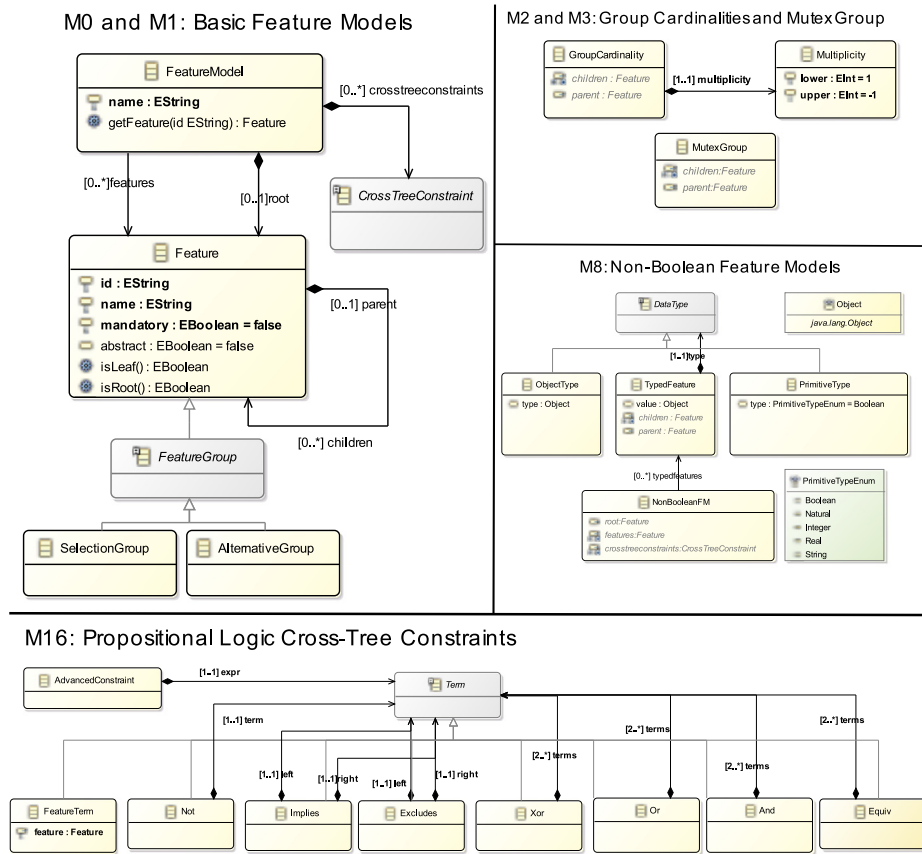 M0 and M1: Basic Feature Models
FeatureModel
name : EString
getFeature(id EString) : Feature
[0..*] crosstreeconstraints
[0..*]features
[0..1]root
CrossTreeConstraint
Feature
id : EString
name : EString
mandatory : EBoolean = false
abstract : EBoolean = false
isLeaf() : EBoolean
isRoot() : EBoolean
[0..1] parent
[0..*] children
FeatureGroup
SelectionGroup
AlternativeGroup
M2 and M3: Group Cardinalities and Mutex Group
GroupCardinality
children : Feature
parent : Feature
[1..1] multiplicity
Multiplicity
lower : EInt = 1
upper : EInt = -1
MutexGroup
children:Feature
parent:Feature
M8: Non-Boolean Feature Models
DataType
Object
java.lang.Object
[1..1]type
ObjectType
type : Object
TypedFeature
value : Object
children : Feature
parent : Feature
PrimitiveType
type : PrimitiveTypeEnum = Boolean
[0..*] typedfeatures
NonBooleanFM
root:Feature
features:Feature
crosstreeconstraints:CrossTreeConstraint
PrimitiveTypeEnum
Boolean
Natural
Integer
Real
String
M16: Propositional Logic Cross-Tree Constraints
AdvancedConstraint
[1..1] expr
Term
[1..1] term
[2..*] terms
[2..*] terms
[2..*] terms
[2..*] terms
[1..1] left
[1..1]right
[1..1] left
[1..1] right
FeatureTerm
feature : Feature
Not
Implies
Excludes
Xor
Or
And
Equiv